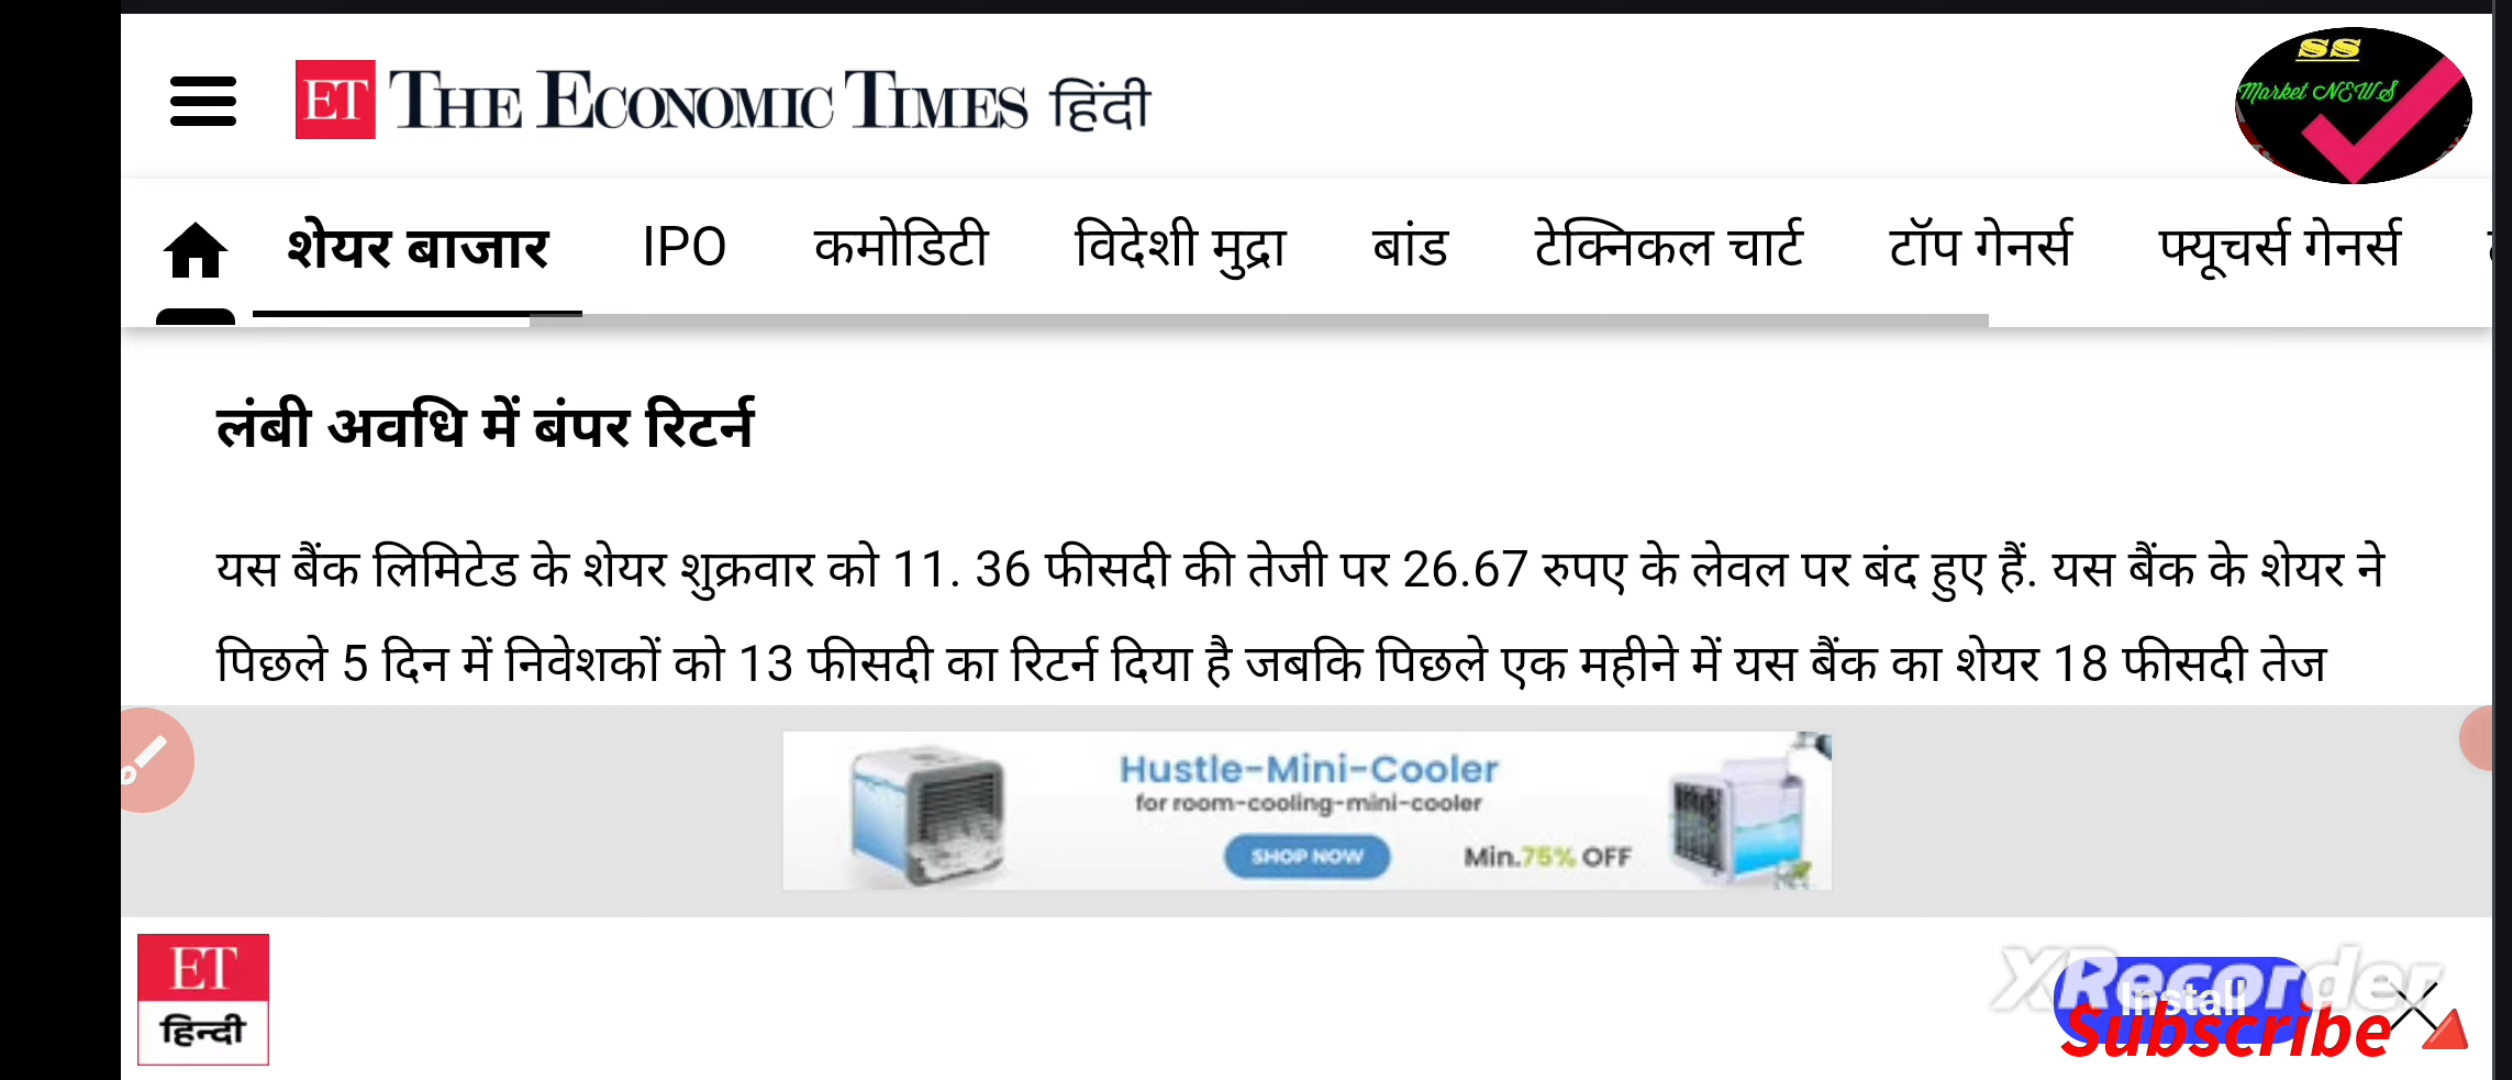 ET THE ECONOMIC TIMES हिंदी
SS
Market NEWS
शेयर बाजार IPO कमोडिटी विदेशी मुद्रा बांड टेक्निकल चार्ट टॉप गेनर्स फ्यूचर्स गेनर्स
लंबी अवधि में बंपर रिटर्न
यस बैंक लिमिटेड के शेयर शुक्रवार को 11. 36 फीसदी की तेजी पर 26.67 रुपए के लेवल पर बंद हुए हैं. यस बैंक के शेयर ने
पिछले 5 दिन में निवेशकों को 13 फीसदी का रिटर्न दिया है जबकि पिछले एक महीने में यस बैंक का शेयर 18 फीसदी तेज
Hustle-Mini-Cooler
for room-cooling-mini-cooler
SHOP NOW Min.75% OFF
ET
हिन्दी
XRecorder
Install
Subscribe